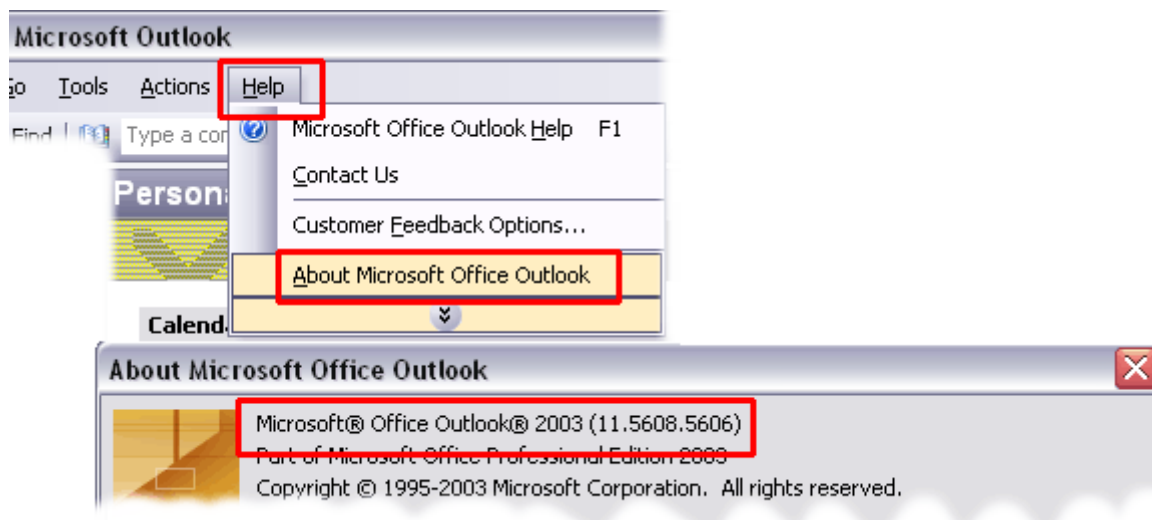 Microsoft Outlook
Go Tools Actions Help
Find Type a con
Microsoft Office Outlook Help F1
Contact Us
Persona
Customer Feedback Options...
About Microsoft Office Outlook
Calenda
About Microsoft Office Outlook
Microsoft® Office Outlook® 2003 (11.5608.5606)
Part of Microsoft Office Professional Edition 2003
Copyright © 1995-2003 Microsoft Corporation. All rights reserved.